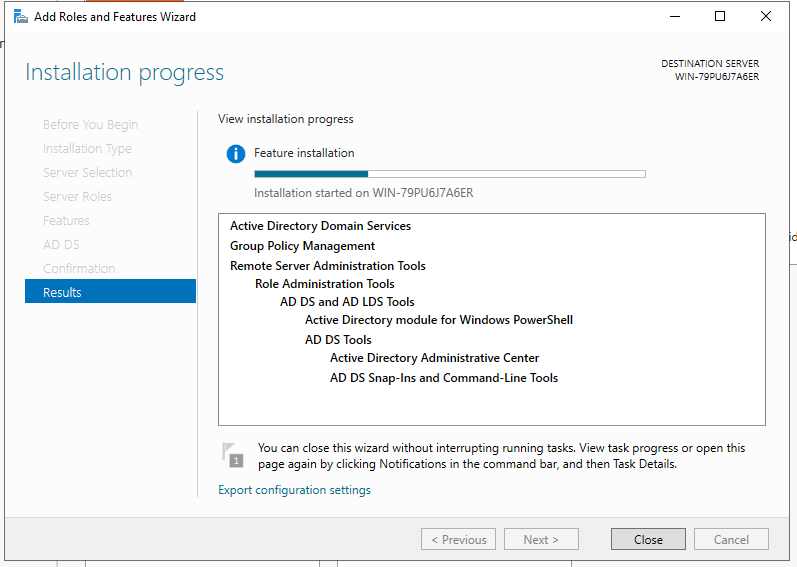 Add Roles and Features Wizard
Installation progress
DESTINATION SERVER
WIN-79PU6J7A6ER
Before You Begin
Installation Type
Server Selection
Server Roles
Features
AD DS
Confirmation
Results
View installation progress
Feature installation
Installation started on WIN-79PU6J7A6ER
Active Directory Domain Services
Group Policy Management
Remote Server Administration Tools
Role Administration Tools
AD DS and AD LDS Tools
Active Directory module for Windows PowerShell
AD DS Tools
Active Directory Administrative Center
AD DS Snap-Ins and Command-Line Tools
1
You can close this wizard without interrupting running tasks. View task progress or open this
page again by clicking Notifications in the command bar, and then Task Details.
Export configuration settings
< Previous
Next >
Close
Cancel